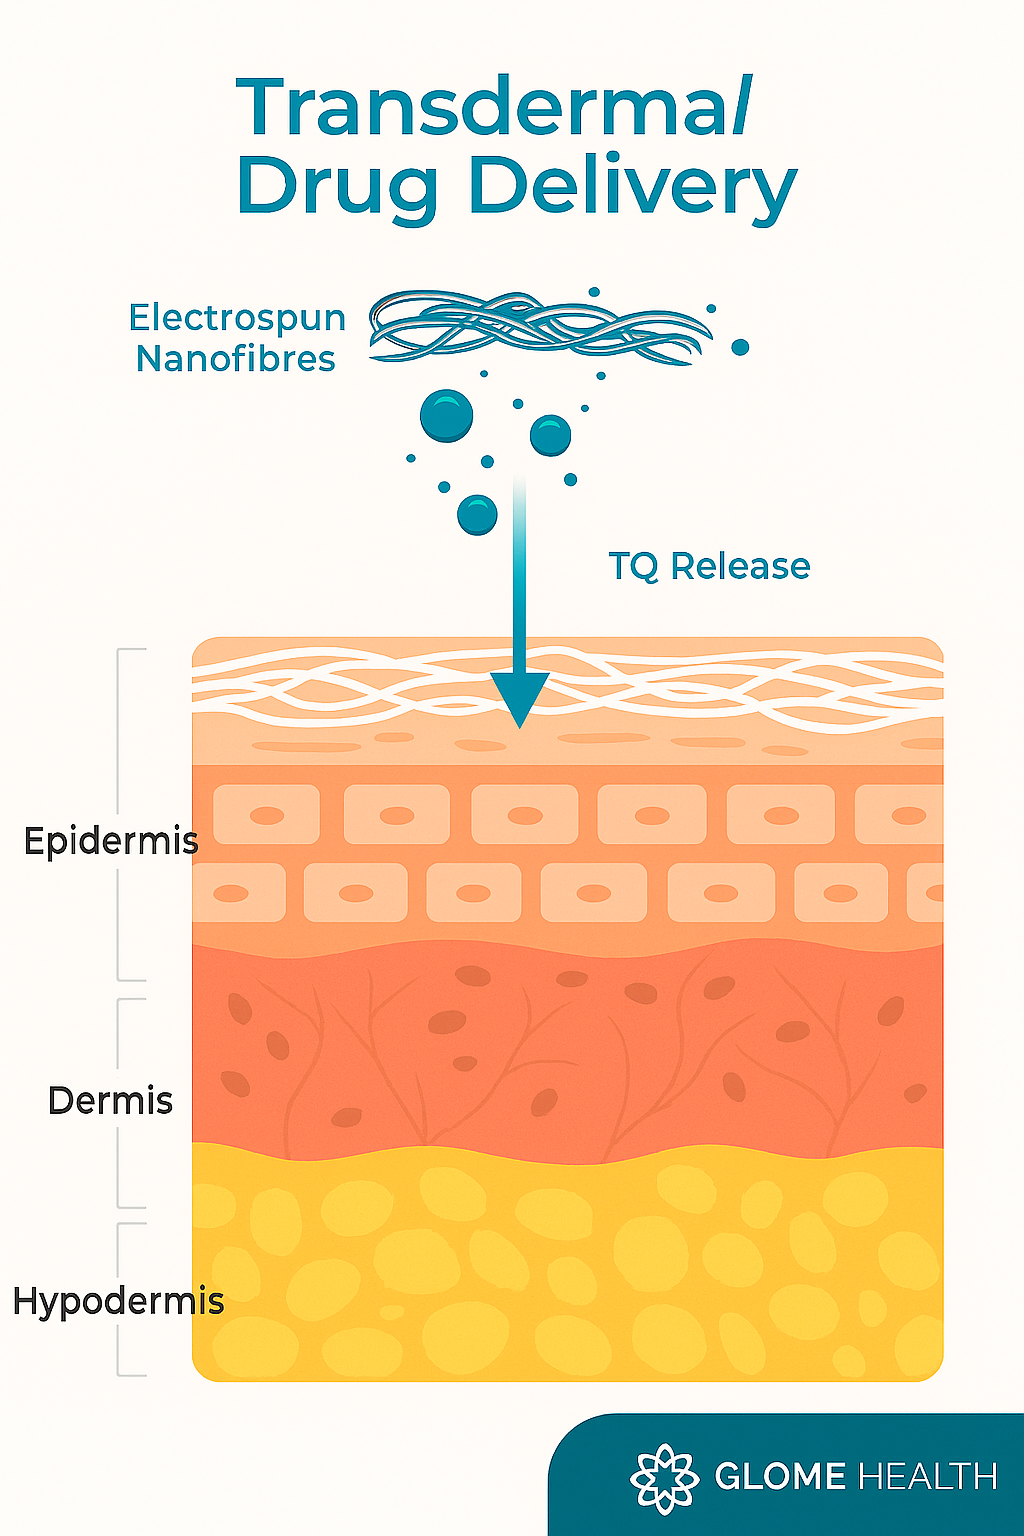 Transdermal
Drug Delivery
Electrospun
Nanofibres
TQ Release
Epidermis
Dermis
Hypodermis
GLOME HEALTH